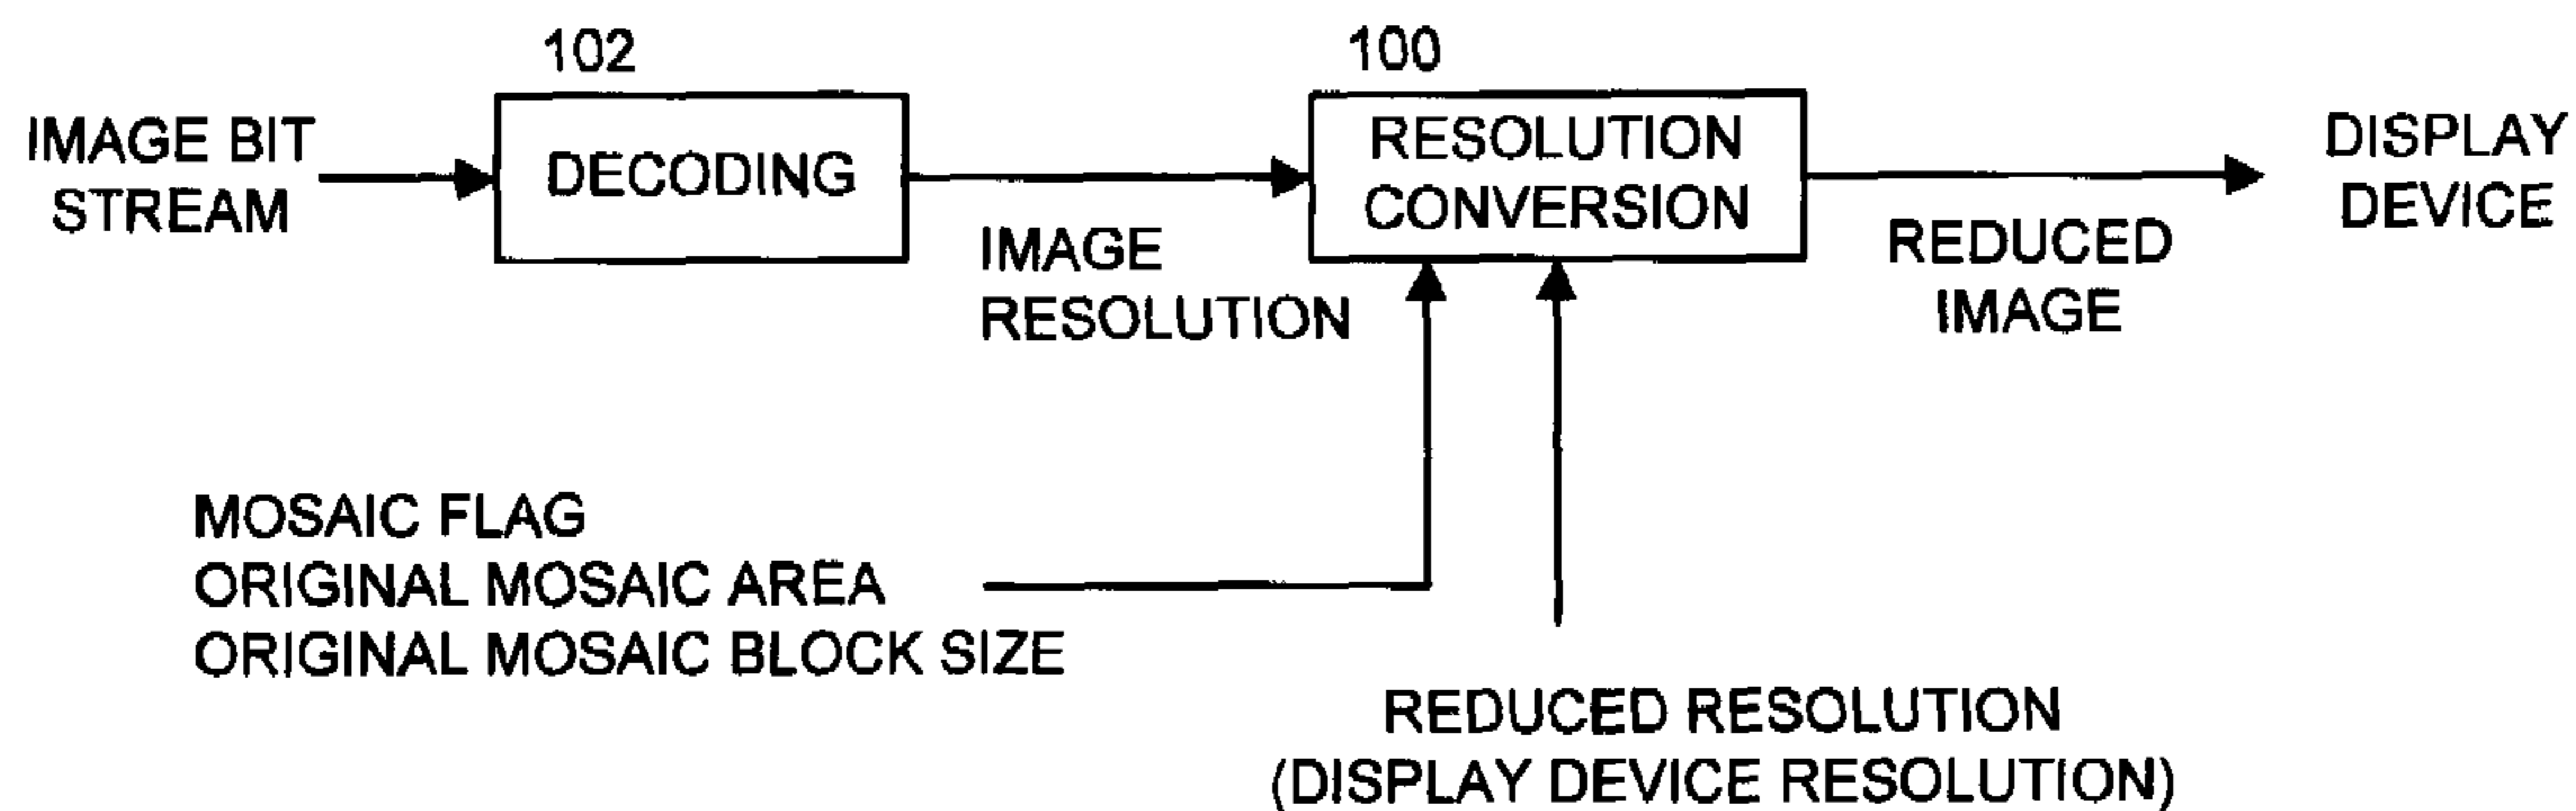 102
100
IMAGE BIT
STREAM
DECODING
RESOLUTION
CONVERSION
DISPLAY
DEVICE
IMAGE
RESOLUTION
REDUCED
IMAGE
MOSAIC FLAG
ORIGINAL MOSAIC AREA
ORIGINAL MOSAIC BLOCK SIZE
REDUCED RESOLUTION
(DISPLAY DEVICE RESOLUTION)